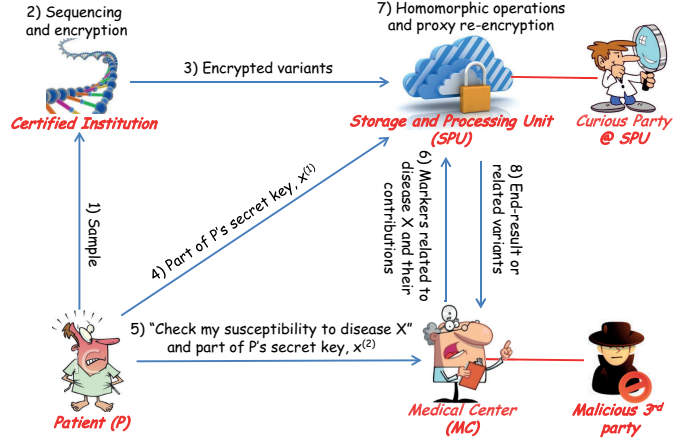 2) Sequencing
and encryption
7) Homomorphic operations
and proxy re-encryption
3) Encrypted variants
Certified Institution
Storage and Processing Unit
(SPU)
Curious Party
@ SPU
1) Sample
4) Part of P's secret key, x(1)
6) Markers related to
disease X and their
contributions
8) End-result or
related variants
5) “Check my susceptibility to disease X”
and part of P's secret key, x(2)
Patient (P)
Medical Center
(MC)
Malicious 3rd
party